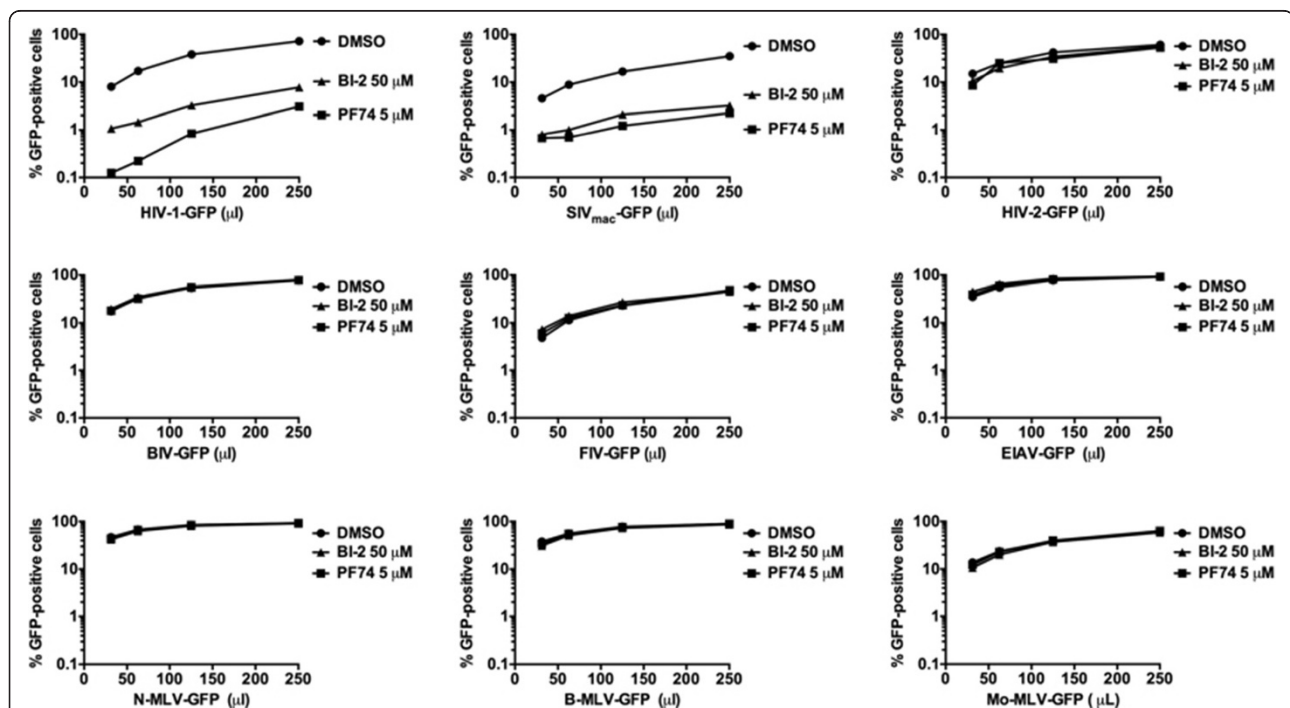 % GFP-positive cells
100
10
1
0.1
0 50 100 150 200 250
HIV-1-GFP (μl)
DMSO
BI-2 50 μM
PF74 5 μM
% GFP-positive cells
100
10
1
0.1
0 50 100 150 200 250
SIVmac-GFP (μl)
DMSO
BI-2 50 μM
PF74 5 μM
% GFP-positive cells
100
10
1
0.1
0 50 100 150 200 250
HIV-2-GFP (μl)
DMSO
BI-2 50 μM
PF74 5 μM
% GFP-positive cells
100
10
1
0.1
0 50 100 150 200 250
BIV-GFP (μl)
DMSO
BI-2 50 μM
PF74 5 μM
% GFP-positive cells
100
10
1
0.1
0 50 100 150 200 250
FIV-GFP (μl)
DMSO
BI-2 50 μM
PF74 5 μM
% GFP-positive cells
100
10
1
0.1
0 50 100 150 200 250
EIAV-GFP (μl)
DMSO
BI-2 50 μM
PF74 5 μM
% GFP-positive cells
100
10
1
0.1
0 50 100 150 200 250
N-MLV-GFP (μl)
DMSO
BI-2 50 μM
PF74 5 μM
% GFP-positive cells
100
10
1
0.1
0 50 100 150 200 250
B-MLV-GFP (μl)
DMSO
BI-2 50 μM
PF74 5 μM
% GFP-positive cells
100
10
1
0.1
0 50 100 150 200 250
Mo-MLV-GFP (μL)
DMSO
BI-2 50 μM
PF74 5 μM